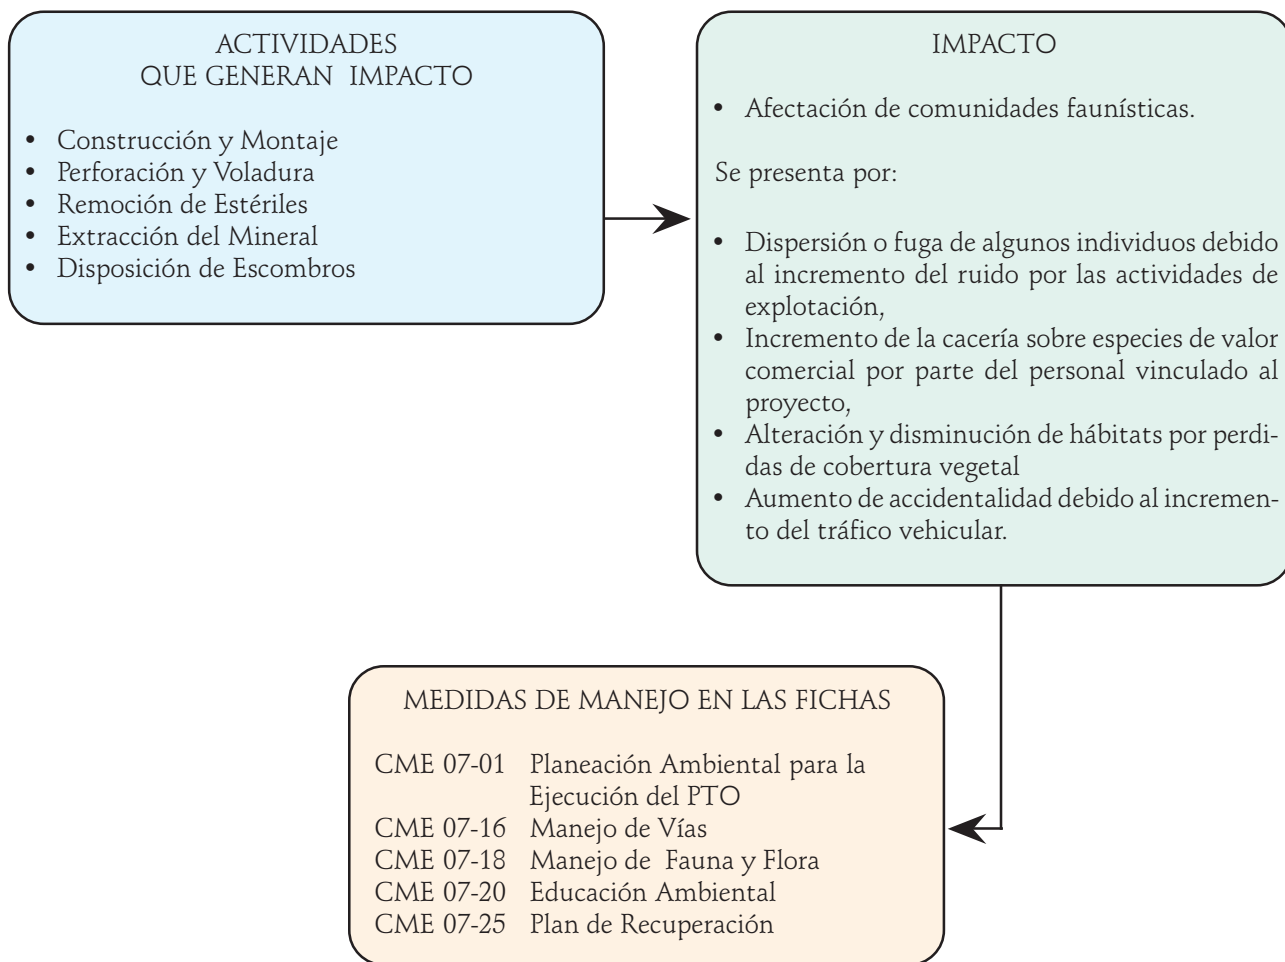 ACTIVIDADES
QUE GENERAN IMPACTO
• Construcción y Montaje
• Perforación y Voladura
• Remoción de Estériles
• Extracción del Mineral
• Disposición de Escombros
IMPACTO
• Afectación de comunidades faunísticas.
Se presenta por:
• Dispersión o fuga de algunos individuos debido
al incremento del ruido por las actividades de
explotación,
• Incremento de la cacería sobre especies de valor
comercial por parte del personal vinculado al
proyecto,
• Alteración y disminución de hábitats por perdi-
das de cobertura vegetal
• Aumento de accidentalidad debido al incremen-
to del tráfico vehicular.
MEDIDAS DE MANEJO EN LAS FICHAS
CME 07-01 Planeación Ambiental para la
Ejecución del PTO
CME 07-16 Manejo de Vías
CME 07-18 Manejo de Fauna y Flora
CME 07-20 Educación Ambiental
CME 07-25 Plan de Recuperación